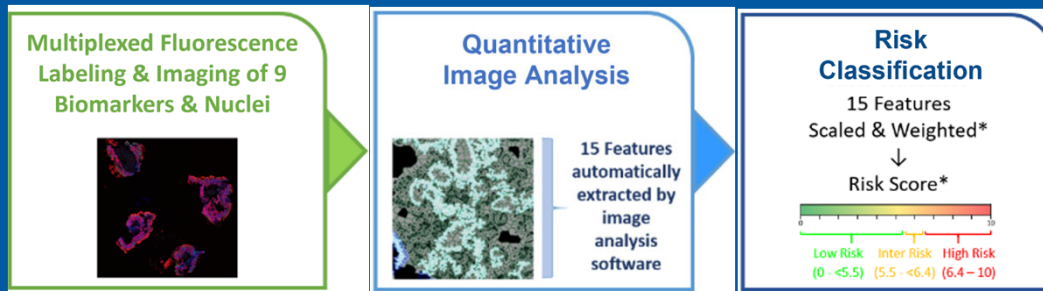 Multiplexed Fluorescence
Labeling & Imaging of 9
Biomarkers & Nuclei
Quantitative
Image Analysis
15 Features
automatically
extracted by
image
analysis
software
Risk
Classification
15 Features
Scaled & Weighted*
↓
Risk Score*
0 10
Low Risk Inter Risk High Risk
(0 - <5.5) (5.5 - <6.4) (6.4 – 10)